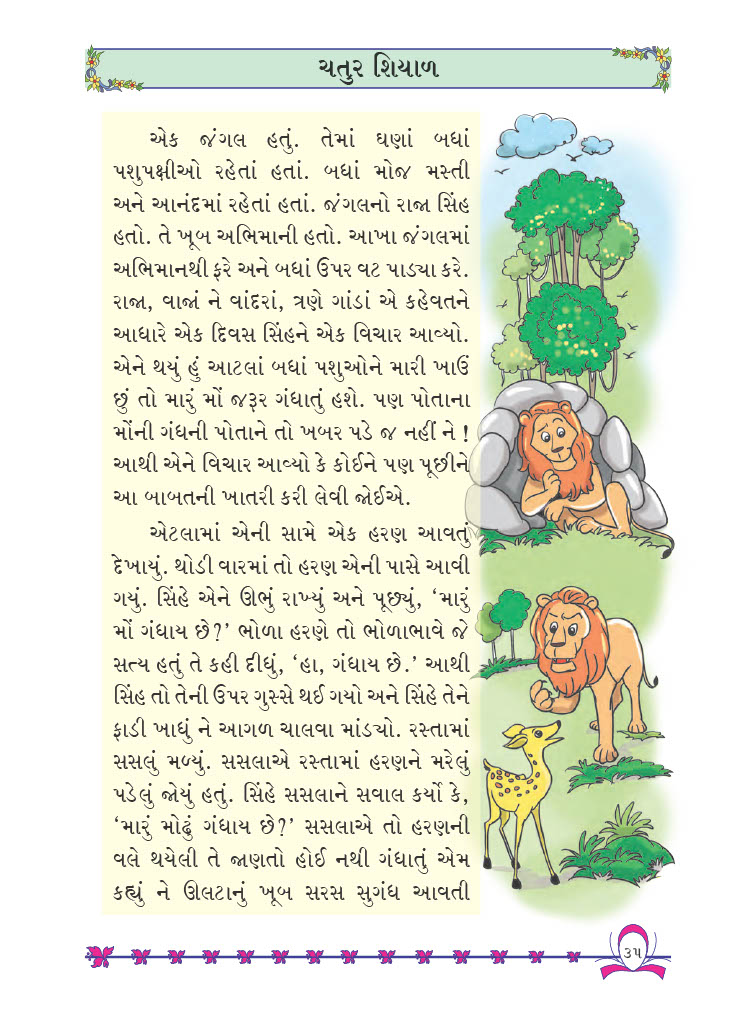 ચતુર શિયાળ
એક જંગલ હતું. તેમાં ઘણાં બધાં
પશુપક્ષીઓ રહેતાં હતાં. બધાં મોજ મસ્તી
અને આનંદમાં રહેતાં હતાં. જંગલનો રાજા સિંહ
હતો. તે ખૂબ અભિમાની હતો. આખા જંગલમાં
અભિમાનથી ફરે અને બધાં ઉપર વટ પાડ્યા કરે.
રાજા, વાજાં ને વાંદરાં, ત્રણે ગાંડાં એ કહેવતને
આધારે એક દિવસ સિંહને એક વિચાર આવ્યો.
એને થયું હું આટલાં બધાં પશુઓને મારી ખાઉં
છું તો મારું મોં જરૂર ગંધાતું હશે. પણ પોતાના
મોંની ગંધની પોતાને તો ખબર પડે જ નહીં ને !
આથી એને વિચાર આવ્યો કે કોઈને પણ પૂછીને
આ બાબતની ખાતરી કરી લેવી જોઈએ.
એટલામાં એની સામે એક હરણ આવતું
દેખાયું. થોડી વારમાં તો હરણ એની પાસે આવી
ગયું. સિંહે એને ઊભું રાખ્યું અને પૂછ્યું, ‘મારું
મોં ગંધાય છે?’ ભોળા હરણે તો ભોળાભાવે જે
સત્ય હતું તે કહી દીધું, ‘હા, ગંધાય છે.’ આથી
સિંહ તો તેની ઉપર ગુસ્સે થઈ ગયો અને સિંહે તેને
ફાડી ખાધું ને આગળ ચાલવા માંડ્યો. રસ્તામાં
સસલું મળ્યું. સસલાએ રસ્તામાં હરણને મરેલું
પડેલું જોયું હતું. સિંહે સસલાને સવાલ કર્યો કે,
‘મારું મોઢું ગંધાય છે?’ સસલાએ તો હરણની
વલે થયેલી તે જાણતો હોઈ નથી ગંધાતું એમ
કહ્યું ને ઊલટાનું ખૂબ સરસ સુગંધ આવતી
૩૫